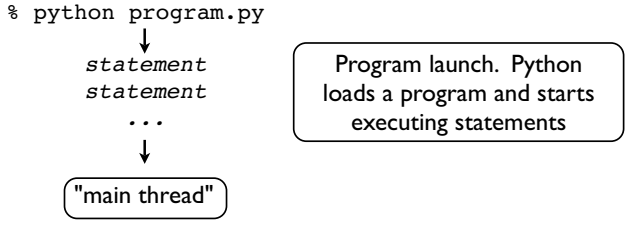 % python program.py
statement
statement
...
"main thread"
Program launch. Python
loads a program and starts
executing statements